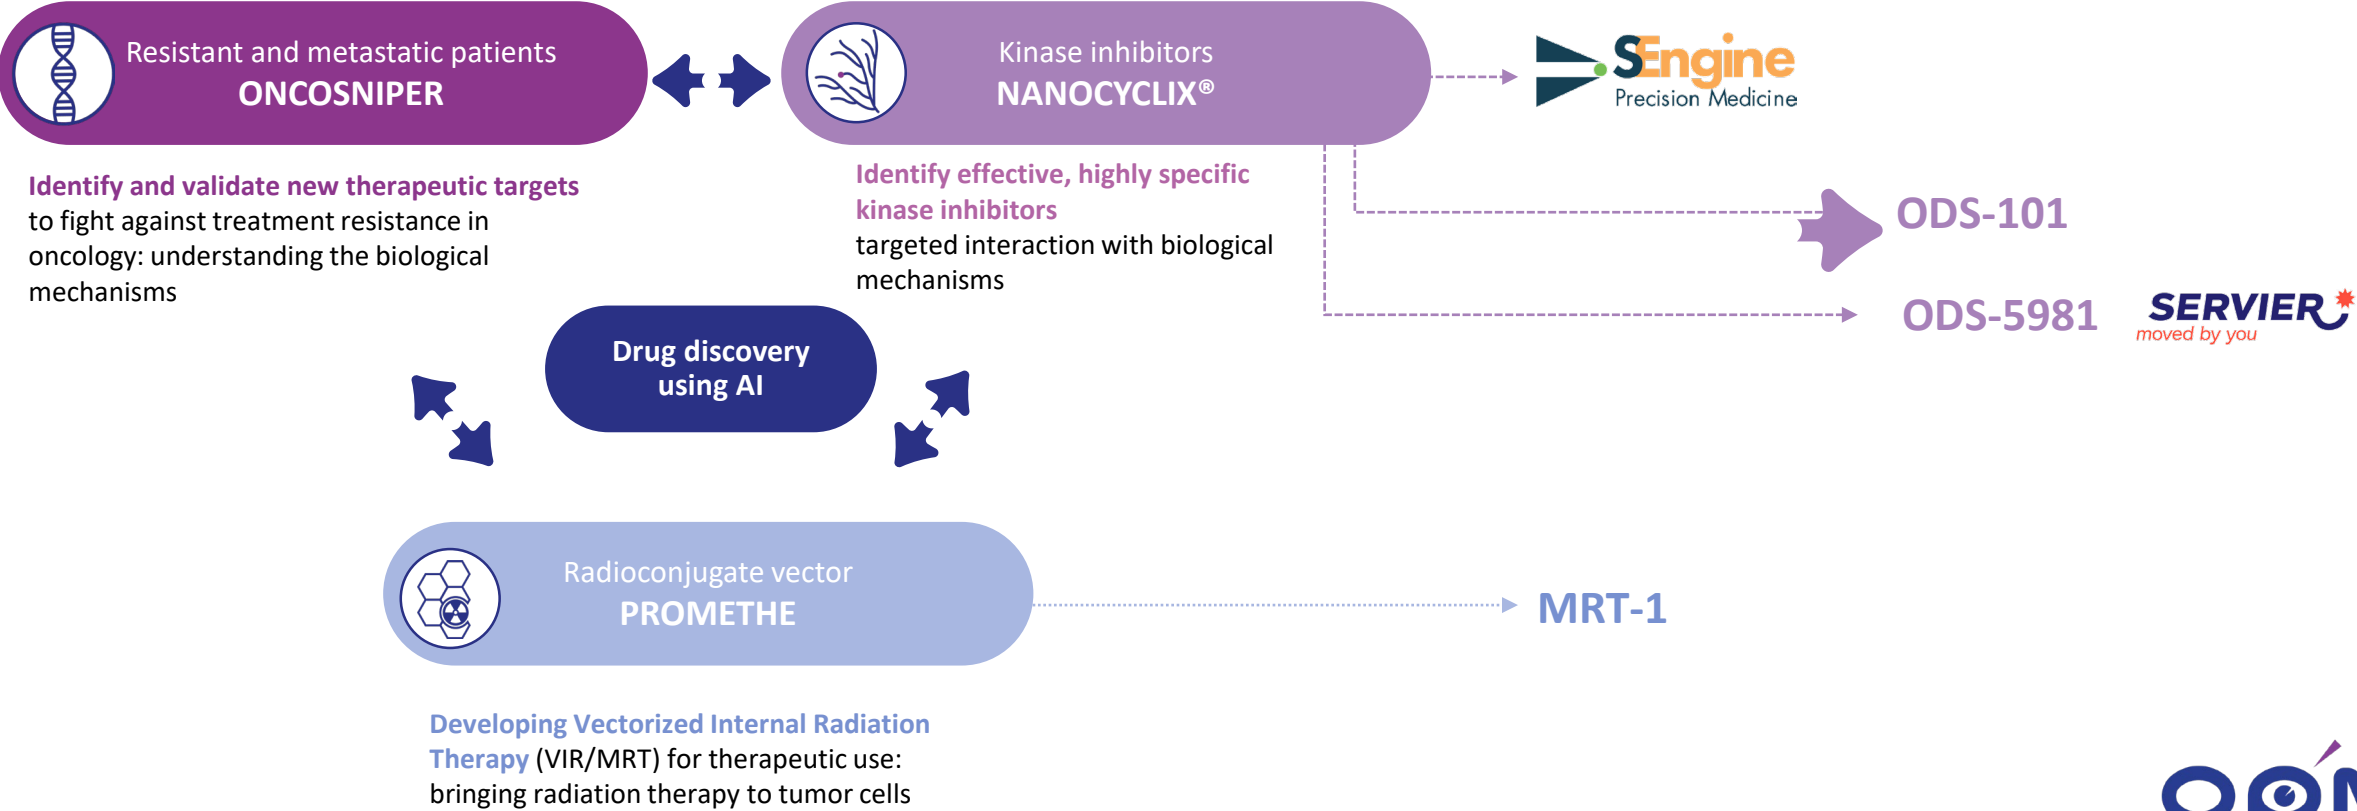 Resistant and metastatic patients
ONCOSNIPER
Identify and validate new therapeutic targets
to fight against treatment resistance in
oncology: understanding the biological
mechanisms
Kinase inhibitors
NANOCYCLIX®
Identify effective, highly specific
kinase inhibitors
targeted interaction with biological
mechanisms
SEngine
Precision Medicine
ODS-101
ODS-5981
SERVIER
moved by you
Drug discovery
using AI
Radioconjugate vector
PROMETHE
MRT-1
Developing Vectorized Internal Radiation
Therapy (VIR/MRT) for therapeutic use:
bringing radiation therapy to tumor cells